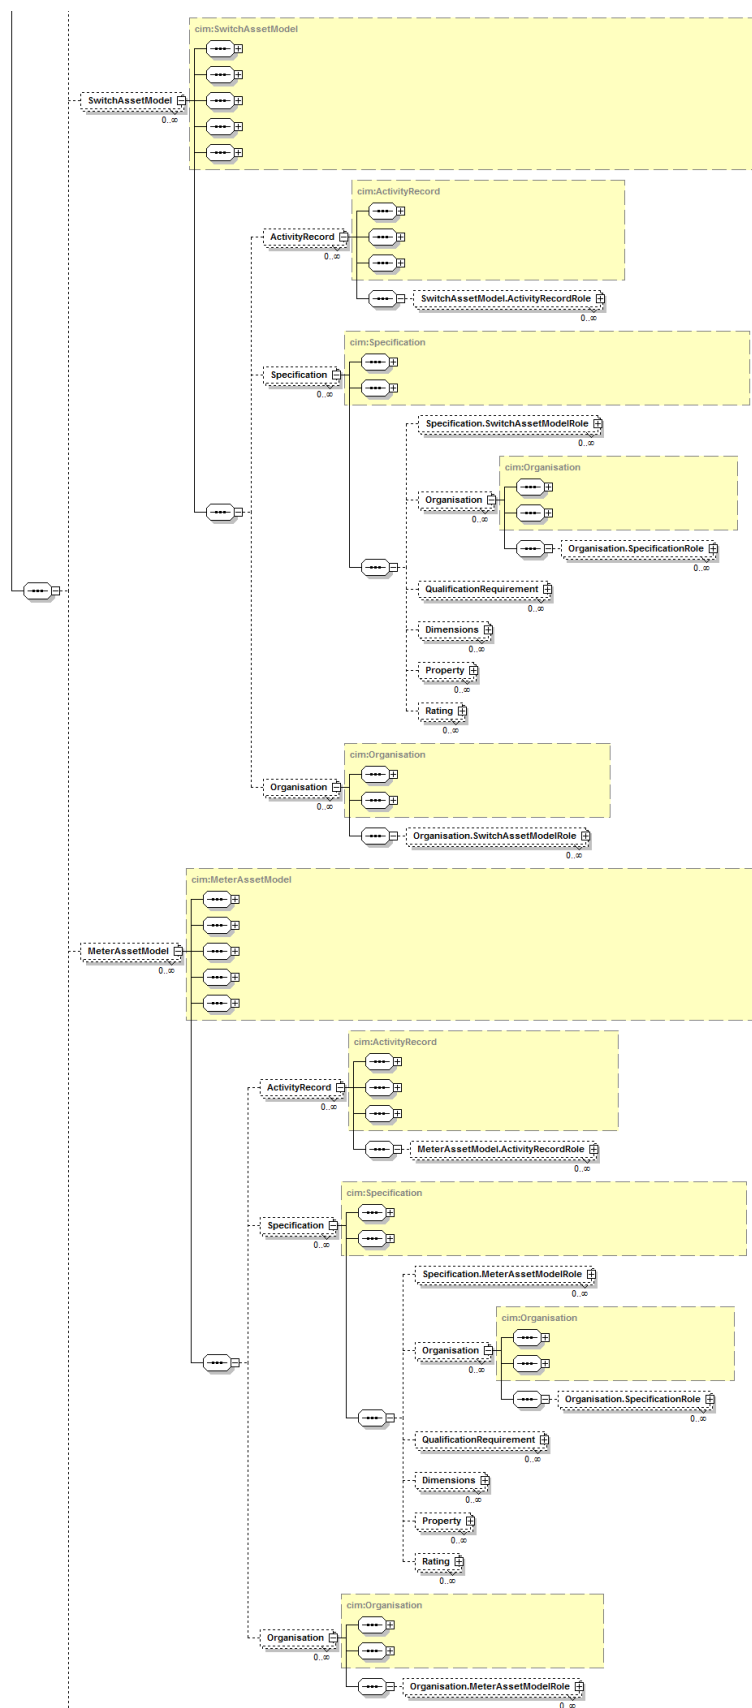 cim:SwitchAssetModel
SwitchAssetModel
0..∞
cim:ActivityRecord
ActivityRecord
0..∞
SwitchAssetModel.ActivityRecordRole
0..∞
cim:Specification
Specification
0..∞
Specification.SwitchAssetModelRole
0..∞
cim:Organisation
Organisation
0..∞
Organisation.SpecificationRole
0..∞
QualificationRequirement
0..∞
Dimensions
0..∞
Property
0..∞
Rating
0..∞
cim:Organisation
Organisation
0..∞
Organisation.SwitchAssetModelRole
0..∞
cim:MeterAssetModel
MeterAssetModel
0..∞
cim:ActivityRecord
ActivityRecord
0..∞
MeterAssetModel.ActivityRecordRole
0..∞
cim:Specification
Specification
0..∞
Specification.MeterAssetModelRole
0..∞
cim:Organisation
Organisation
0..∞
Organisation.SpecificationRole
0..∞
QualificationRequirement
0..∞
Dimensions
0..∞
Property
0..∞
Rating
0..∞
cim:Organisation
Organisation
0..∞
Organisation.MeterAssetModelRole
0..∞